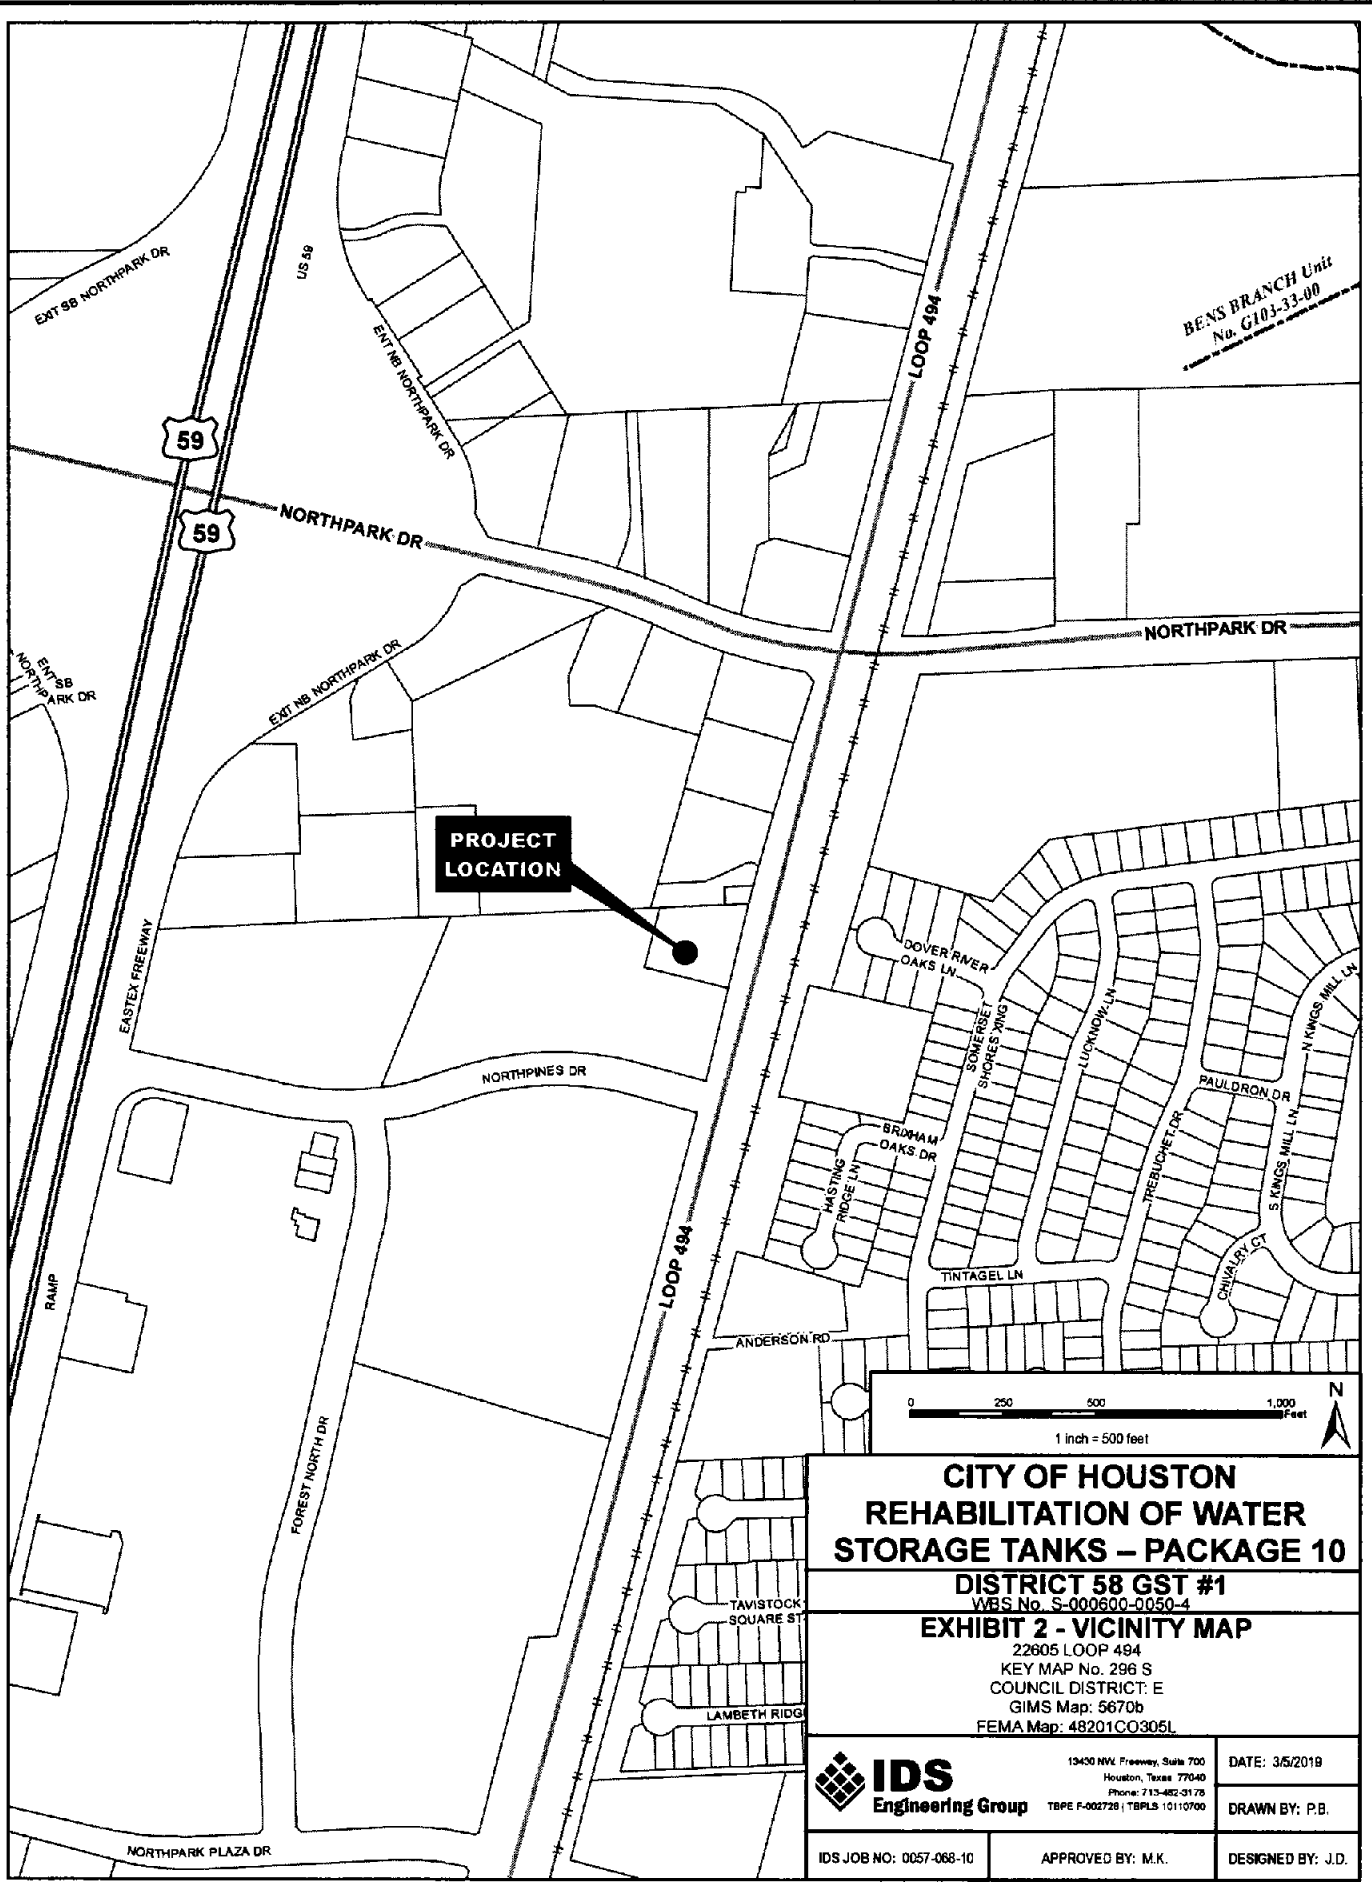 EXIT SB NORTHPARK DR
US 59
ENT NB NORTHPARK DR
LOOP 494
BENS BRANCH Unit
No. G103-33-00
59
59
NORTHPARK DR
NORTHPARK DR
ENT SB
NORTHPARK DR
EXIT NB NORTHPARK DR
PROJECT
LOCATION
EASTEX FREEWAY
DOVER RIVER
OAKS LN
SOMERSET
SHORES XING
LUCKNOW LN
N KINGS MILL LN
NORTHPINES DR
PAULDRON DR
BRIXHAM
OAKS DR
HASTING
RIDGE LN
TREBUCHET DR
S KINGS MILL LN
CHIVALRY CT
RAMP
LOOP 494
TINTAGEL LN
ANDERSON RD
FOREST NORTH DR
TAVISTOCK
SQUARE ST
LAMBETH RIDG
NORTHPARK PLAZA DR
0 250 500 1,000
Feet
N
1 inch = 500 feet
CITY OF HOUSTON
REHABILITATION OF WATER
STORAGE TANKS – PACKAGE 10
DISTRICT 58 GST #1
WBS No. S-000600-0050-4
EXHIBIT 2 - VICINITY MAP
22605 LOOP 494
KEY MAP No. 296 S
COUNCIL DISTRICT: E
GIMS Map: 5670b
FEMA Map: 48201CO305L
IDS
Engineering Group
13430 NW. Freeway, Suite 700
Houston, Texas 77040
Phone: 713-462-3178
TBPE F-002726 | TBPLS 10110700
DATE: 3/5/2019
DRAWN BY: P.B.
IDS JOB NO: 0057-068-10
APPROVED BY: M.K.
DESIGNED BY: J.D.